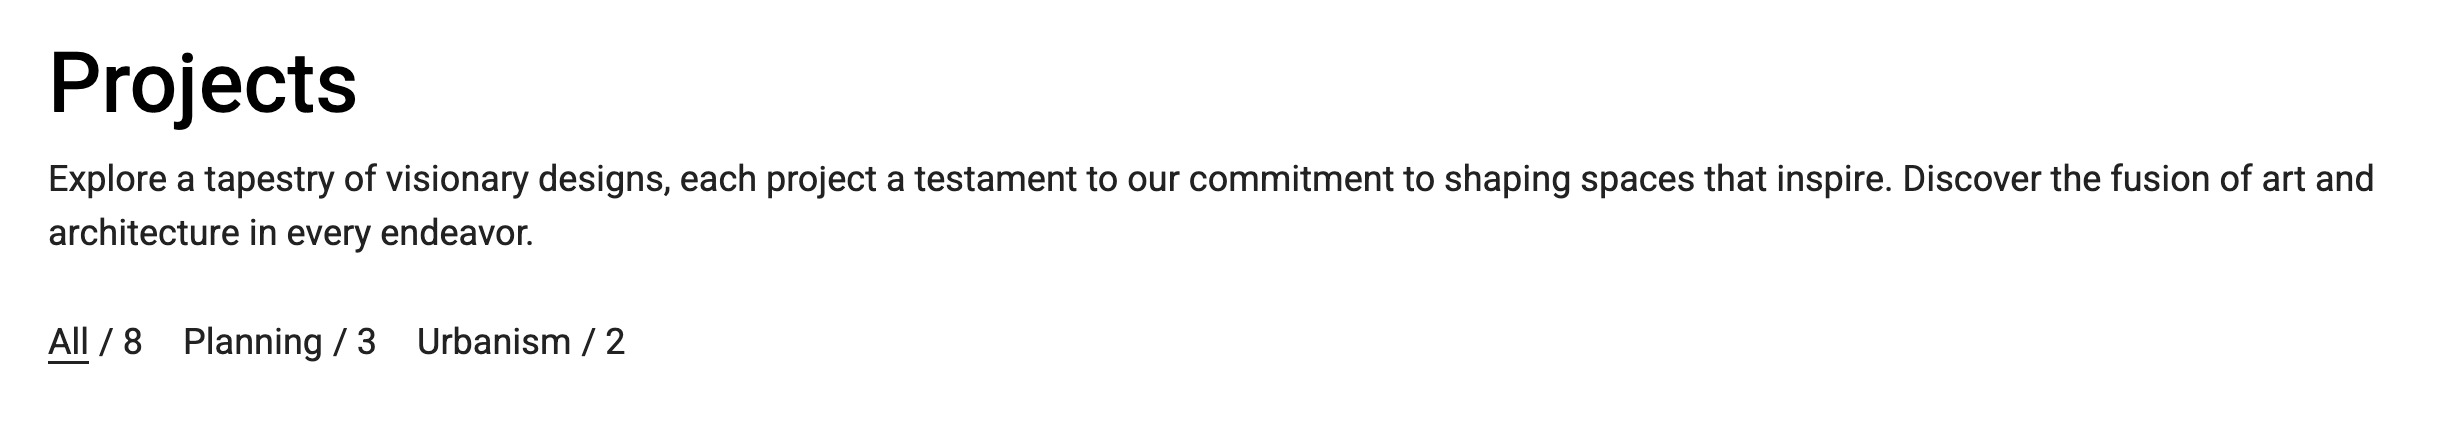 Projects
Explore a tapestry of visionary designs, each project a testament to our commitment to shaping spaces that inspire. Discover the fusion of art and
architecture in every endeavor.
All / 8 Planning / 3 Urbanism / 2